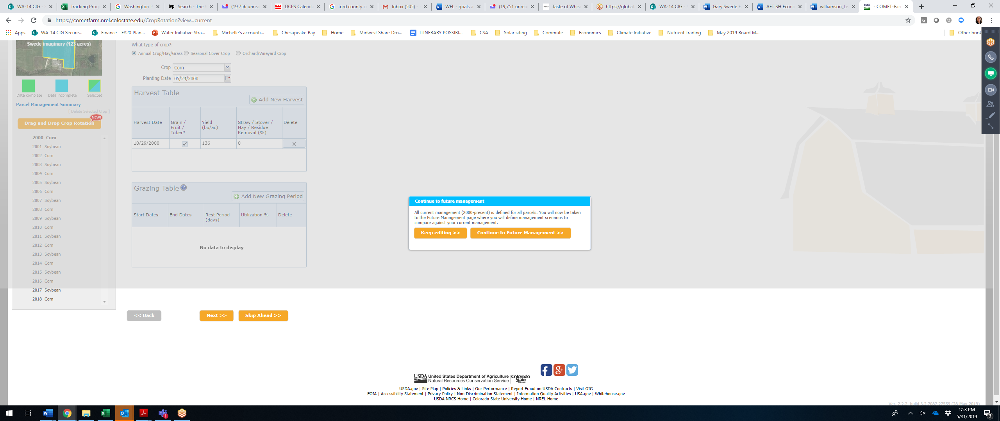 WA-14 CIG - S
Tracking Prog
Washington P
Search - The W
(19,756 unrea
DCPS Calenda
ford county c
Inbox (505) -
WFL - goals a
(19,751 unrea
Taste of Whea
https://global
WA-14 CIG - S
Gary Swede E
AFT SH Econo
williamson_Lis
- COMET-Farm
https://cometfarm.nrel.colostate.edu/CropRotation?view=current
Apps
WA-14 CIG Secure...
Finance - FY20 Plan...
Water Initiative Stra...
Michelle's accounti...
Chesapeake Bay
Home
Midwest Share Dro...
ITINERARY POSSIBI...
CSA
Solar siting
Commute
Economics
Climate Initiative
Nutrient Trading
May 2019 Board M...
Other book
Swede imaginary (123 acres)
Data complete
Data incomplete
Selected
Parcel Management Summary
[ Delete Selected Crop ]
NEW!
Drag and Drop Crop Rotation
2000 Corn
2001 Soybean
2002 Corn
2003 Soybean
2004 Corn
2005 Soybean
2006 Corn
2007 Soybean
2008 Corn
2009 Soybean
2010 Corn
2011 Soybean
2012 Corn
2013 Soybean
2014 Corn
2015 Soybean
2016 Corn
2017 Soybean
2018 Corn
What type of crop?:
Annual Crop/Hay/Grass
Seasonal Cover Crop
Orchard/Vineyard Crop
Crop Corn
Planting Date 05/24/2000
Harvest Table
Add New Harvest
Harvest Date
Grain /
Fruit /
Tuber?
Yield
(bu/ac)
Straw / Stover /
Hay / Residue
Removal (%)
Delete
10/29/2000
136
0
X
Grazing Table
?
Add New Grazing Period
Start Dates
End Dates
Rest Period
(days)
Utilization %
Delete
No data to display
Continue to future management
All current management (2000-present) is defined for all parcels. You will now be taken
to the Future Management page where you will define management scenarios to
compare against your current management.
Keep editing >>
Continue to Future Management >>
<< Back
Next >>
Skip Ahead >>
USDA United States Department of Agriculture
Natural Resources Conservation Service
Colorado
State
University
USDA.gov | Site Map | Policies & Links | Our Performance | Report Fraud on USDA Contracts | Visit OIG
FOIA | Accessibility Statement | Privacy Policy | Non-Discrimination Statement | Information Quality Activities | USA.gov | Whitehouse.gov
USDA NRCS Home | Colorado State University Home | NREL Home
Ver. 2.2.2, build 3.2.7087.27559 (28-May-2019)
1:53 PM
5/31/2019
1
3